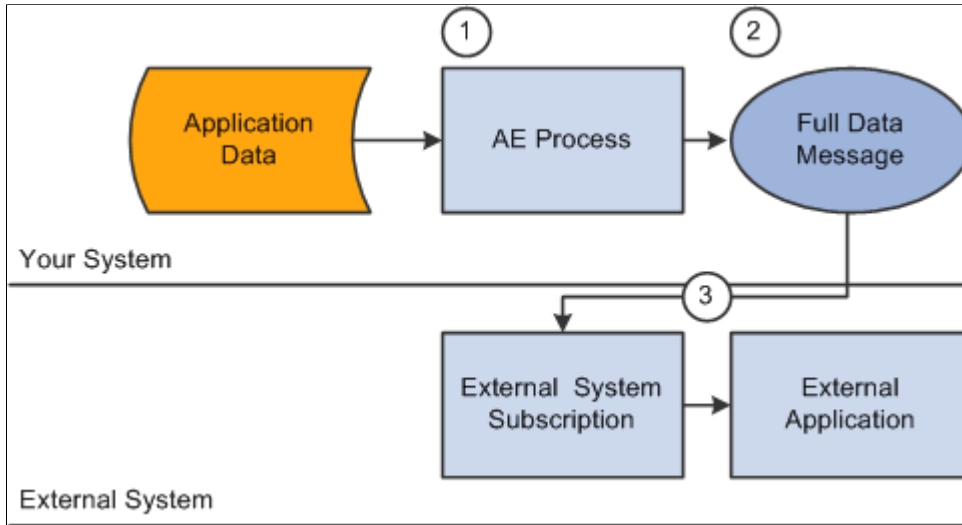 1
2
Application
Data
AE Process
Full Data
Message
Your System
3
External System
Subscription
External
Application
External System